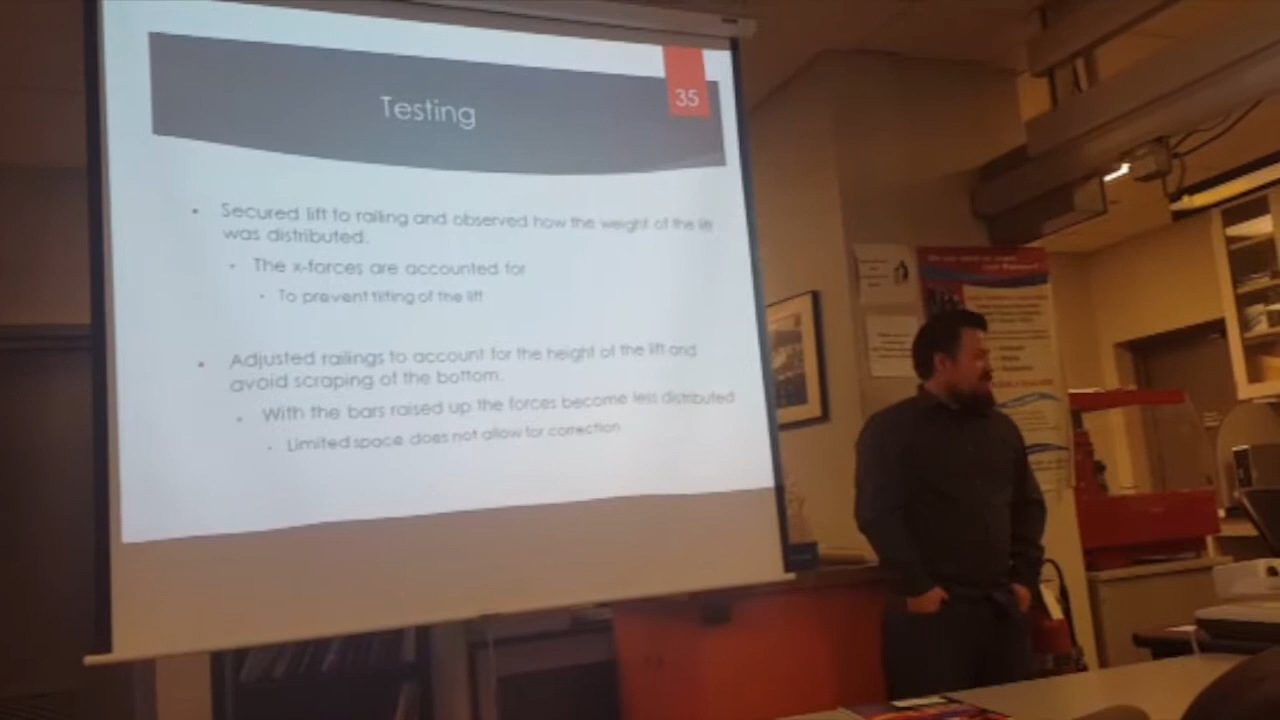 Testing
35
Secured lift to railing and observed how the weight of the lift
was distributed.
The x-forces are accounted for
To prevent tilting of the lift
Adjusted railings to account for the height of the lift and
avoid scraping of the bottom.
With the bars raised up the forces become less distributed
Limited space does not allow for correction